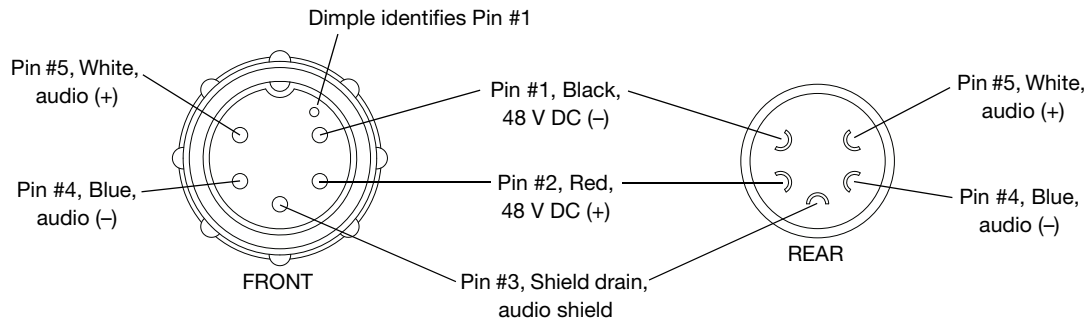 Dimple identifies Pin #1
Pin #5, White,
audio (+)
Pin #1, Black,
48 V DC (–)
Pin #5, White,
audio (+)
Pin #4, Blue,
audio (–)
Pin #2, Red,
48 V DC (+)
Pin #4, Blue,
audio (–)
FRONT
REAR
Pin #3, Shield drain,
audio shield